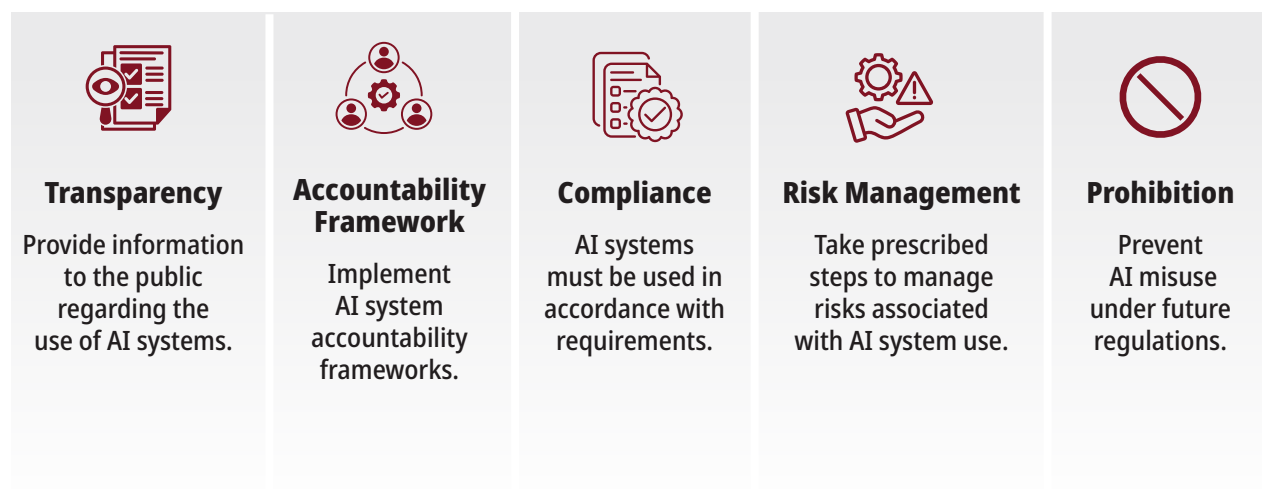 Transparency
Provide information
to the public
regarding the
use of AI systems.
Accountability
Framework
Implement
AI system
accountability
frameworks.
Compliance
AI systems
must be used in
accordance with
requirements.
Risk Management
Take prescribed
steps to manage
risks associated
with AI system use.
Prohibition
Prevent
AI misuse
under future
regulations.